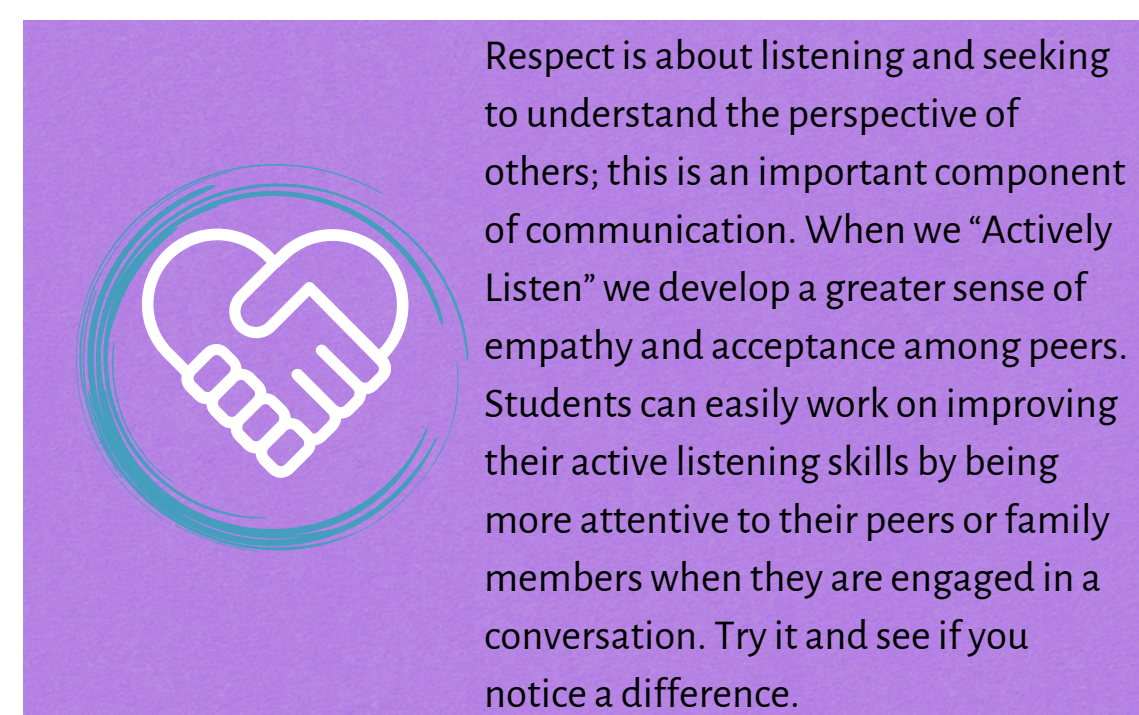 Respect is about listening and seeking
to understand the perspective of
others; this is an important component
of communication. When we “Actively
Listen” we develop a greater sense of
empathy and acceptance among peers.
Students can easily work on improving
their active listening skills by being
more attentive to their peers or family
members when they are engaged in a
conversation. Try it and see if you
notice a difference.